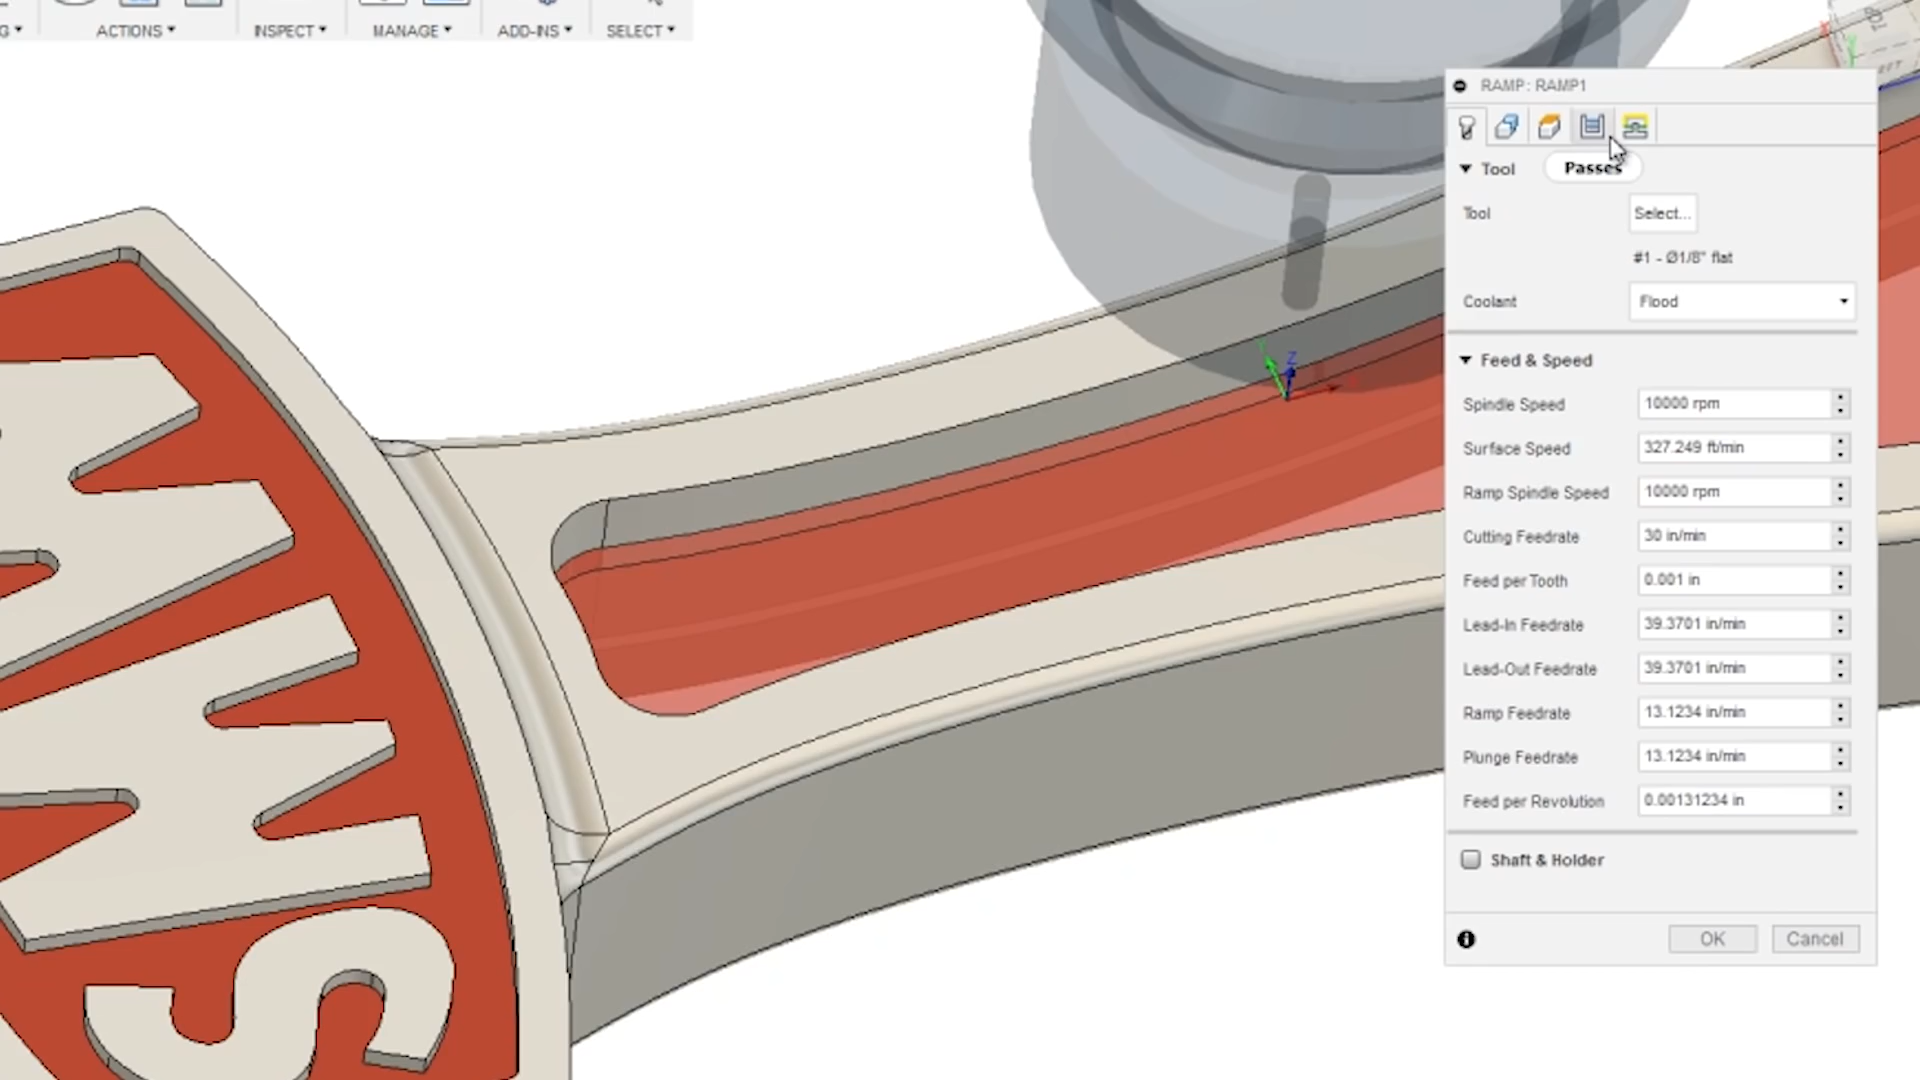 G ▾ ACTIONS ▾ INSPECT ▾ MANAGE ▾ ADD-INS ▾ SELECT ▾
RAMP: RAMP1
Passes
Tool
Tool Select...
#1 - Ø1/8" flat
Coolant Flood
Feed & Speed
Spindle Speed 10000 rpm
Surface Speed 327.249 ft/min
Ramp Spindle Speed 10000 rpm
Cutting Feedrate 30 in/min
Feed per Tooth 0.001 in
Lead-In Feedrate 39.3701 in/min
Lead-Out Feedrate 39.3701 in/min
Ramp Feedrate 13.1234 in/min
Plunge Feedrate 13.1234 in/min
Feed per Revolution 0.00131234 in
Shaft & Holder
OK Cancel
TOP
Z